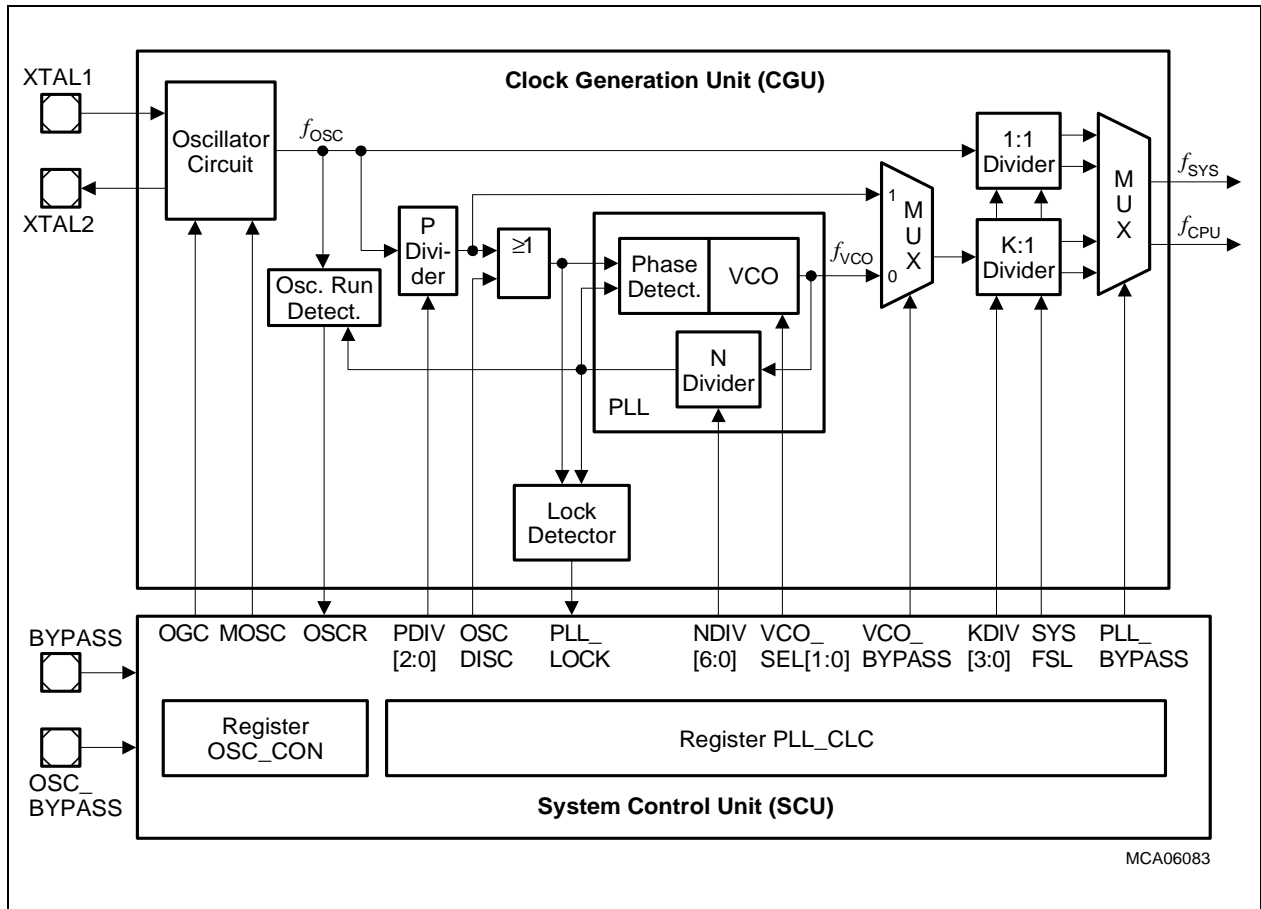 Clock Generation Unit (CGU)
XTAL1
XTAL2
Oscillator
Circuit
fOSC
1:1
Divider
M
U
X
fSYS
fCPU
P
Divi-
der
≥1
Phase
Detect.
VCO
fVCO
1
0
M
U
X
K:1
Divider
Osc. Run
Detect.
N
Divider
PLL
Lock
Detector
BYPASS
OSC_
BYPASS
OGC
MOSC
OSCR
PDIV
[2:0]
OSC
DISC
PLL_
LOCK
NDIV
[6:0]
VCO_
SEL[1:0]
VCO_
BYPASS
KDIV
[3:0]
SYS
FSL
PLL_
BYPASS
Register
OSC_CON
Register PLL_CLC
System Control Unit (SCU)
MCA06083